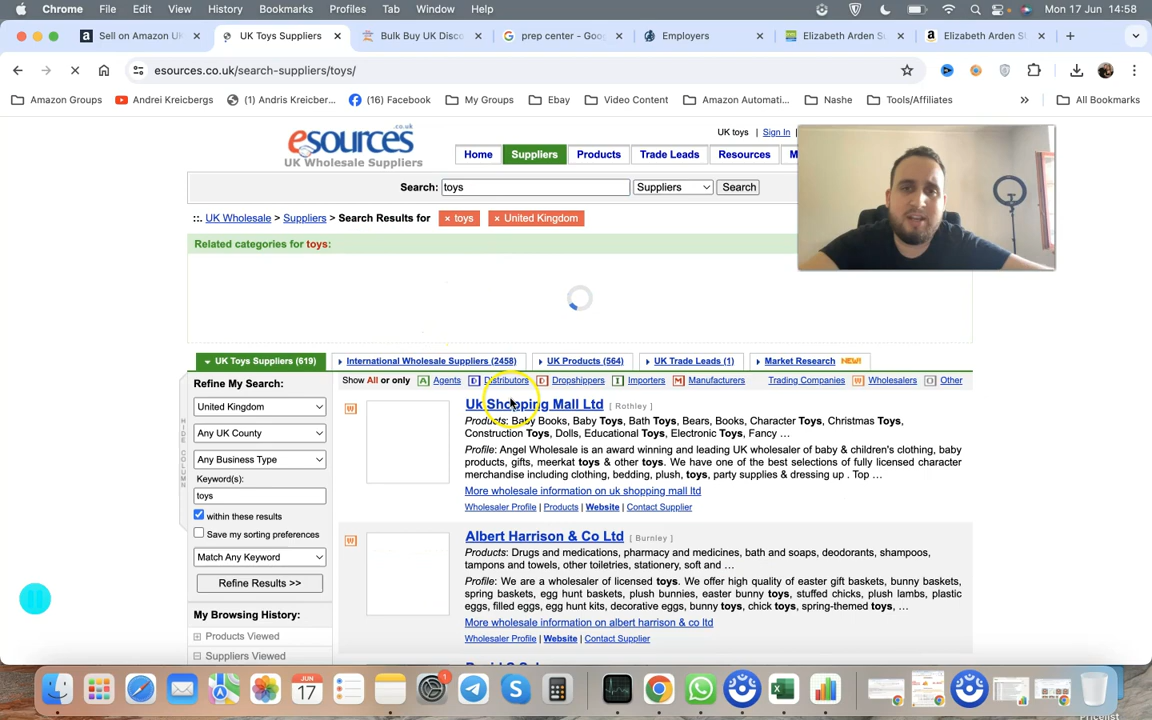 Chrome File Edit View History Bookmarks Profiles Tab Window Help Mon 17 Jun 14:58
Sell on Amazon UK UK Toys Suppliers Bulk Buy UK Disco prep center - Goo Employers Elizabeth Arden Su Elizabeth Arden Su
esources.co.uk/search-suppliers/toys/
Amazon Groups Andrei Kreicbergs (1) Andris Kreicber... (16) Facebook My Groups Ebay Video Content Amazon Automati... Nashe Tools/Affiliates » All Bookmarks
esources.co.uk
UK Wholesale Suppliers
UK toys | Sign In |
Home Suppliers Products Trade Leads Resources M
Search: toys Suppliers Search
::. UK Wholesale > Suppliers > Search Results for × toys × United Kingdom
Related categories for toys:
UK Toys Suppliers (619) International Wholesale Suppliers (2458) UK Products (564) UK Trade Leads (1) Market Research NEW!
Show All or only A Agents D Distributors D Dropshippers I Importers M Manufacturers Trading Companies W Wholesalers O Other
Refine My Search:
United Kingdom
Any UK County
Any Business Type
Keyword(s):
toys
within these results
Save my sorting preferences
Match Any Keyword
Refine Results >>
My Browsing History:
Products Viewed
Suppliers Viewed
HIDE COLUMN
W Uk Shopping Mall Ltd [ Rothley ]
Products: Baby Books, Baby Toys, Bath Toys, Bears, Books, Character Toys, Christmas Toys,
Construction Toys, Dolls, Educational Toys, Electronic Toys, Fancy ...
Profile: Angel Wholesale is an award winning and leading UK wholesaler of baby & children's clothing, baby
products, gifts, meerkat toys & other toys. We have one of the best selections of fully licensed character
merchandise including clothing, bedding, plush, toys, party supplies & dressing up . Top ...
More wholesale information on uk shopping mall ltd
Wholesaler Profile | Products | Website | Contact Supplier
W Albert Harrison & Co Ltd [ Burnley ]
Products: Drugs and medications, pharmacy and medicines, bath and soaps, deodorants, shampoos,
tampons and towels, other toiletries, stationery, soft and ...
Profile: We are a wholesaler of licensed toys. We offer high quality of easter gift baskets, bunny baskets,
spring baskets, egg hunt baskets, plush bunnies, easter bunny toys, stuffed chicks, plush lambs, plastic
eggs, filled eggs, egg hunt kits, decorative eggs, bunny toys, chick toys, spring-themed toys, ...
More wholesale information on albert harrison & co ltd
Wholesaler Profile | Website | Contact Supplier
JUN
17
1